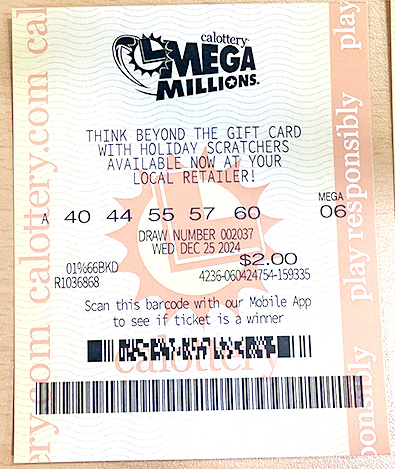 calottery
MEGA
MILLIONS
THINK BEYOND THE GIFT CARD
WITH HOLIDAY SCRATCHERS
AVAILABLE NOW AT YOUR
LOCAL RETAILER!
MEGA
A 40 44 55 57 60 06
DRAW NUMBER 002037
WED DEC 25 2024
$2.00
01%66BKD
R1036868 4236-060424754-159335
Scan this barcode with our Mobile App
to see if ticket is a winner
calottery
calottery.com
play responsibly